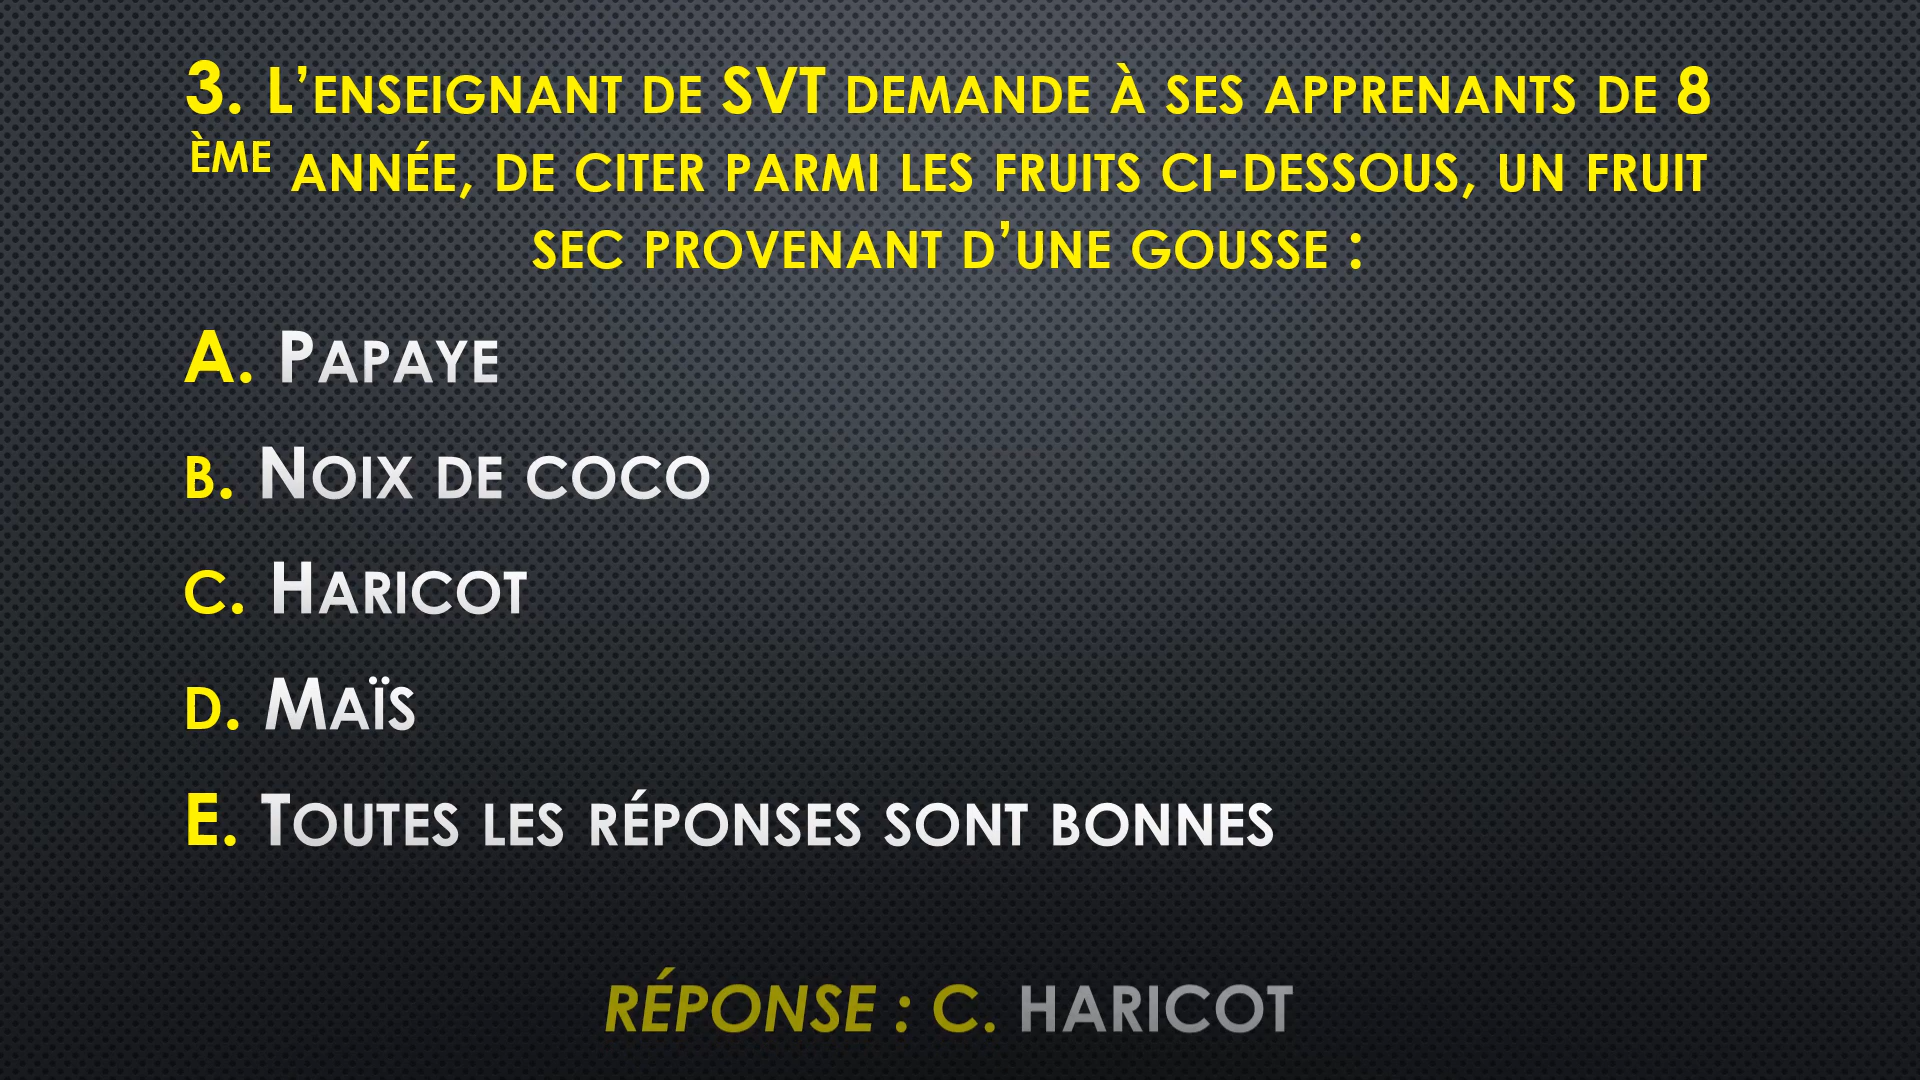 3. L’enseignant de SVT demande à ses apprenants de 8
ème année, de citer parmi les fruits ci-dessous, un fruit
sec provenant d’une gousse :
A. Papaye
B. Noix de coco
C. Haricot
D. Maïs
E. Toutes les réponses sont bonnes
RÉPONSE : C. HARICOT